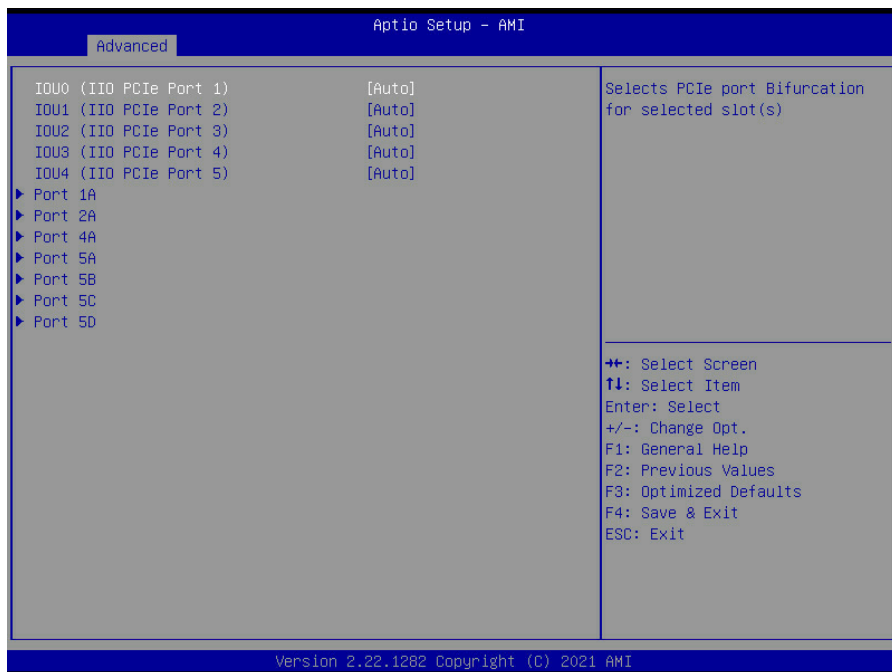 Aptio Setup – AMI
Advanced
IOU0 (IIO PCIe Port 1) [Auto]
IOU1 (IIO PCIe Port 2) [Auto]
IOU2 (IIO PCIe Port 3) [Auto]
IOU3 (IIO PCIe Port 4) [Auto]
IOU4 (IIO PCIe Port 5) [Auto]
Port 1A
Port 2A
Port 4A
Port 5A
Port 5B
Port 5C
Port 5D
Selects PCIe port Bifurcation
for selected slot(s)
→←: Select Screen
↑↓: Select Item
Enter: Select
+/-: Change Opt.
F1: General Help
F2: Previous Values
F3: Optimized Defaults
F4: Save & Exit
ESC: Exit
Version 2.22.1282 Copyright (C) 2021 AMI